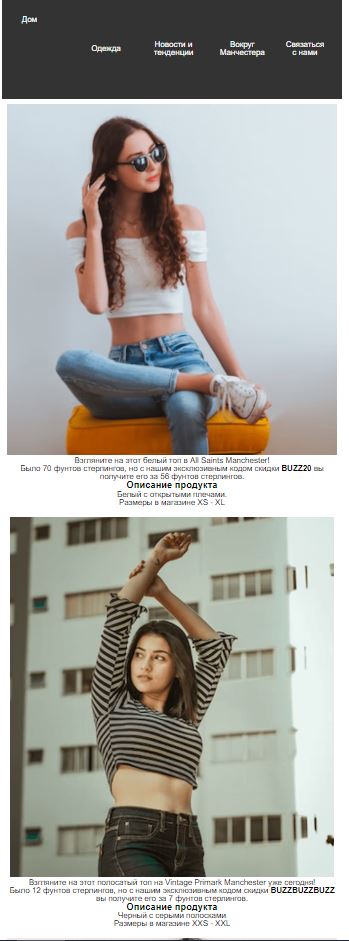 Дом
Одежда
Новости и
тенденции
Вокруг
Манчестера
Связаться
с нами
Взгляните на этот белый топ в All Saints Manchester!
Было 70 фунтов стерлингов, но с нашим эксклюзивным кодом скидки BUZZ20 вы
получите его за 56 фунтов стерлингов.
Описание продукта
Белый с открытыми плечами.
Размеры в магазине XS - XL
Взгляните на этот полосатый топ на Vintage Primark Manchester уже сегодня!
Было 12 фунтов стерлингов, но с нашим эксклюзивным кодом скидки BUZZBUZZBUZZ
вы получите его за 7 фунтов стерлингов.
Описание продукта
Черный с серыми полосками
Размеры в магазине XXS - XXL